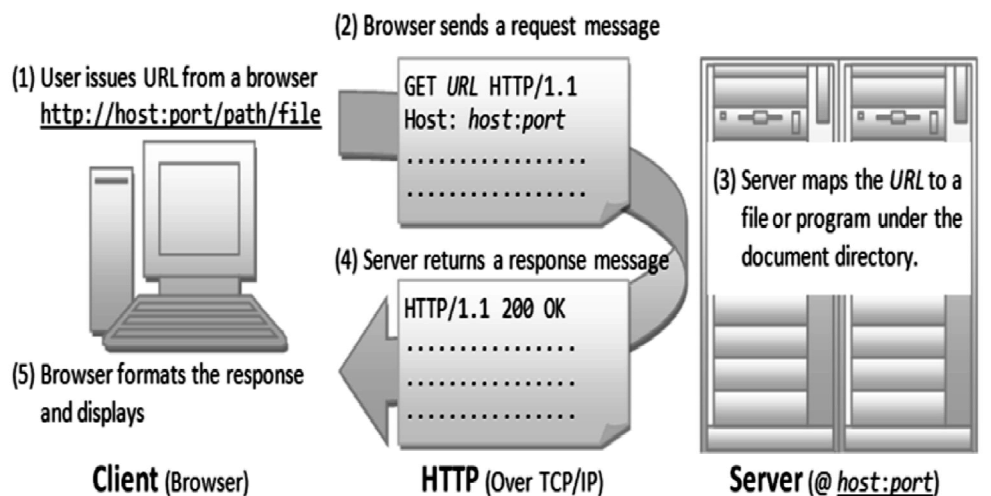 (2) Browser sends a request message
(1) User issues URL from a browser
http://host:port/path/file
GET URL HTTP/1.1
Host: host:port
.................
.................
(3) Server maps the URL to a
file or program under the
document directory.
(4) Server returns a response message
HTTP/1.1 200 OK
................
................
................
(5) Browser formats the response
and displays
Client (Browser)
HTTP (Over TCP/IP)
Server (@ host:port)